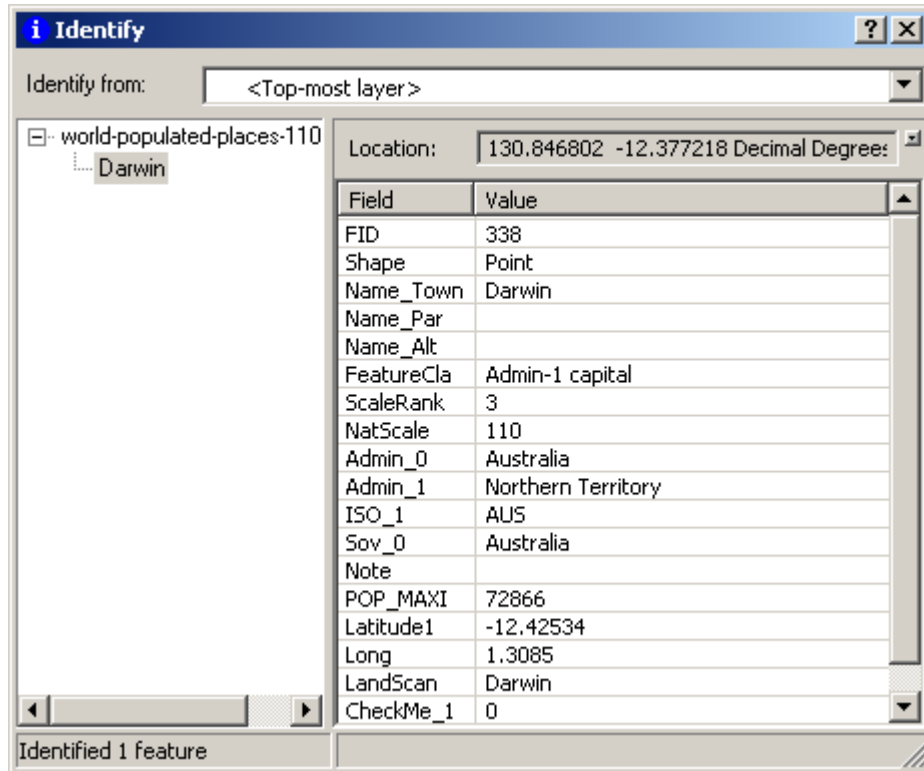 i Identify
Identify from: <Top-most layer>
world-populated-places-110
Darwin
Location: 130.846802 -12.377218 Decimal Degrees
Field Value
FID 338
Shape Point
Name_Town Darwin
Name_Par
Name_Alt
FeatureCla Admin-1 capital
ScaleRank 3
NatScale 110
Admin_0 Australia
Admin_1 Northern Territory
ISO_1 AUS
Sov_0 Australia
Note
POP_MAXI 72866
Latitude1 -12.42534
Long 1.3085
LandScan Darwin
CheckMe_1 0
Identified 1 feature